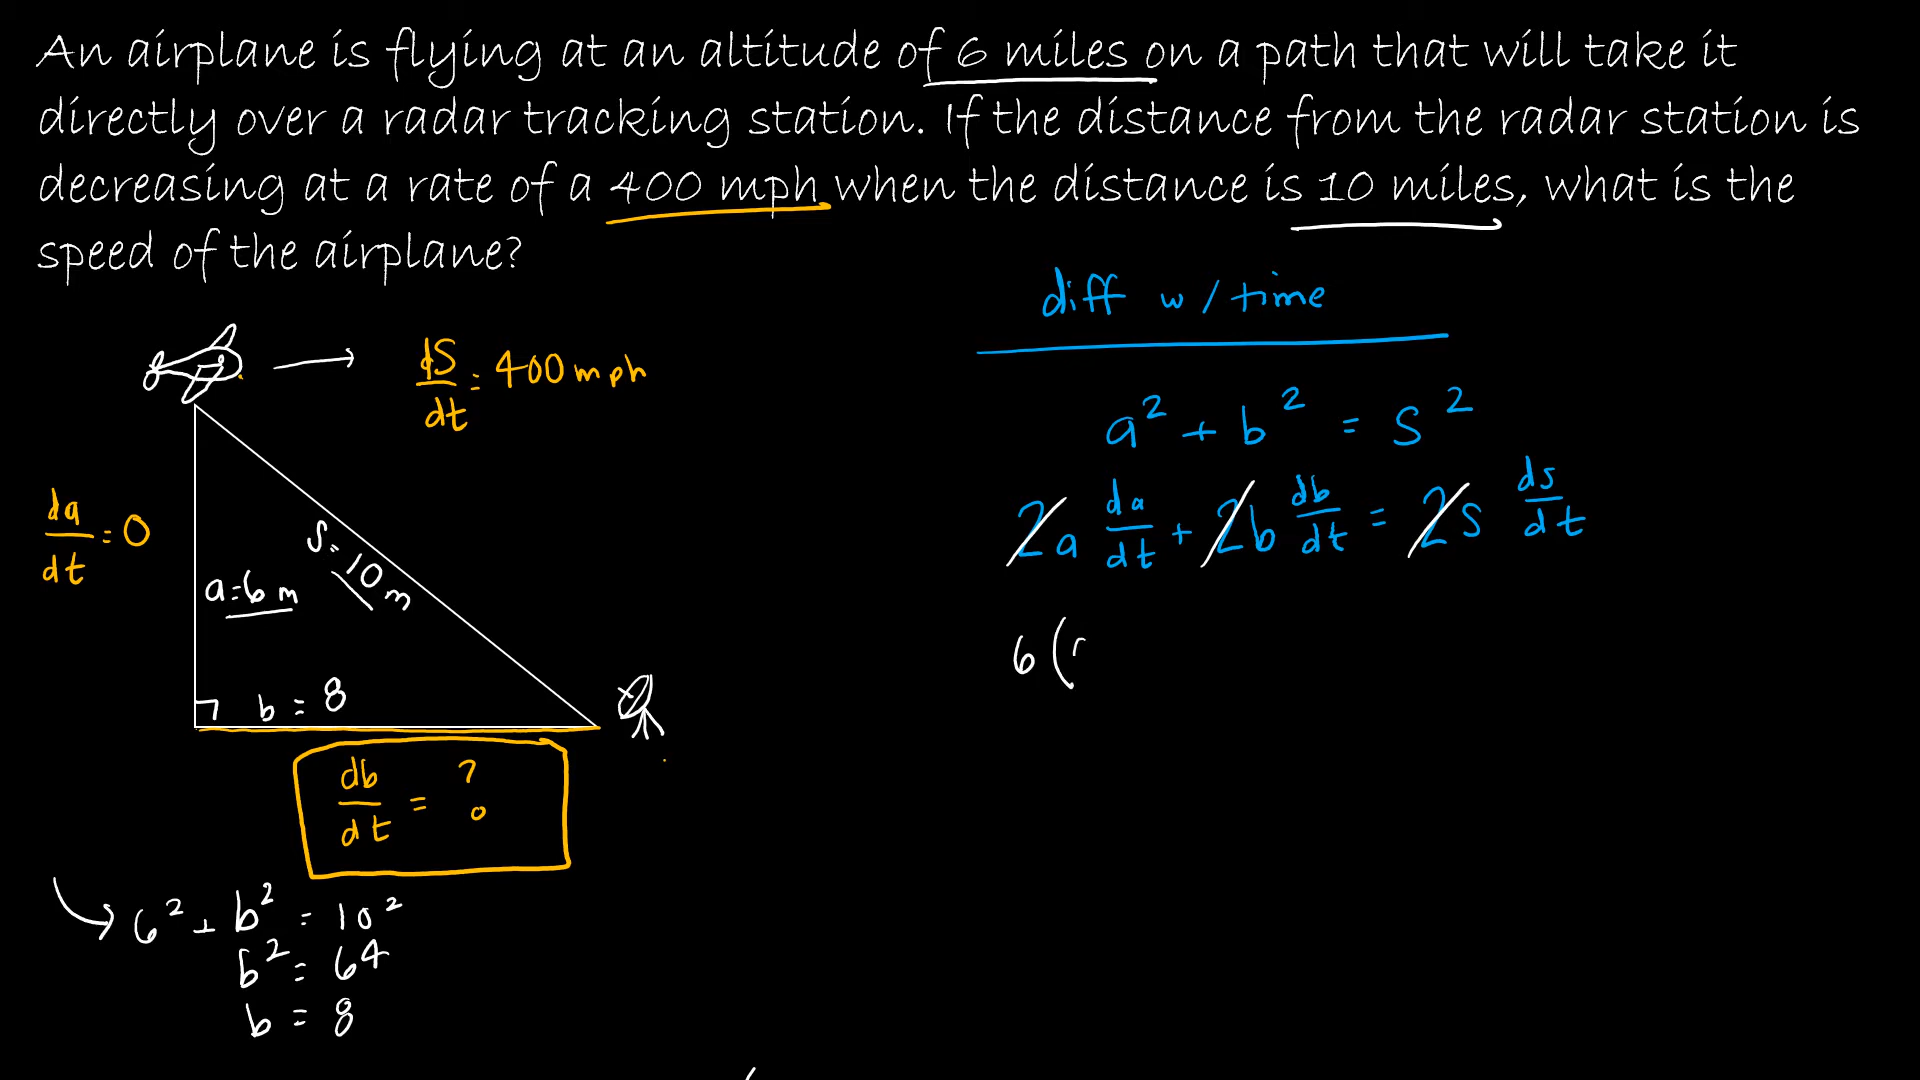 An airplane is flying at an altitude of 6 miles on a path that will take it
directly over a radar tracking station. If the distance from the radar station is
decreasing at a rate of a 400 mph when the distance is 10 miles, what is the
speed of the airplane?
diff w/time
dS/dt = 400 mph
a² + b² = s²
2a da/dt + 2b db/dt = 2s ds/dt
da/dt = 0
S = 10 m
a = 6 m
6 (
b = 8
db/dt = ?
6² + b² = 10²
b² = 64
b = 8